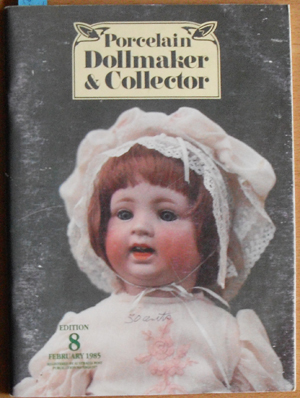 Porcelain
Dollmaker
& Collector
EDITION
8
FEBRUARY 1985